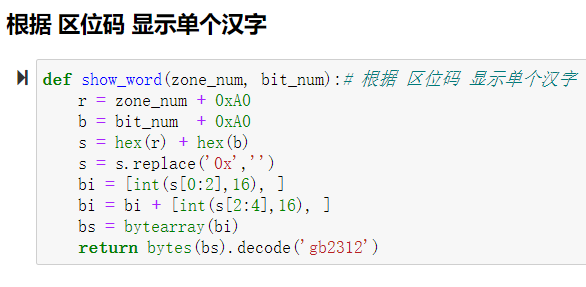 根据 区位码 显示单个汉字
def show_word(zone_num, bit_num):# 根据 区位码 显示单个汉字
    r = zone_num + 0xA0
    b = bit_num  + 0xA0
    s = hex(r) + hex(b)
    s = s.replace('0x','')
    bi = [int(s[0:2],16), ]
    bi = bi + [int(s[2:4],16), ]
    bs = bytearray(bi)
    return bytes(bs).decode('gb2312')